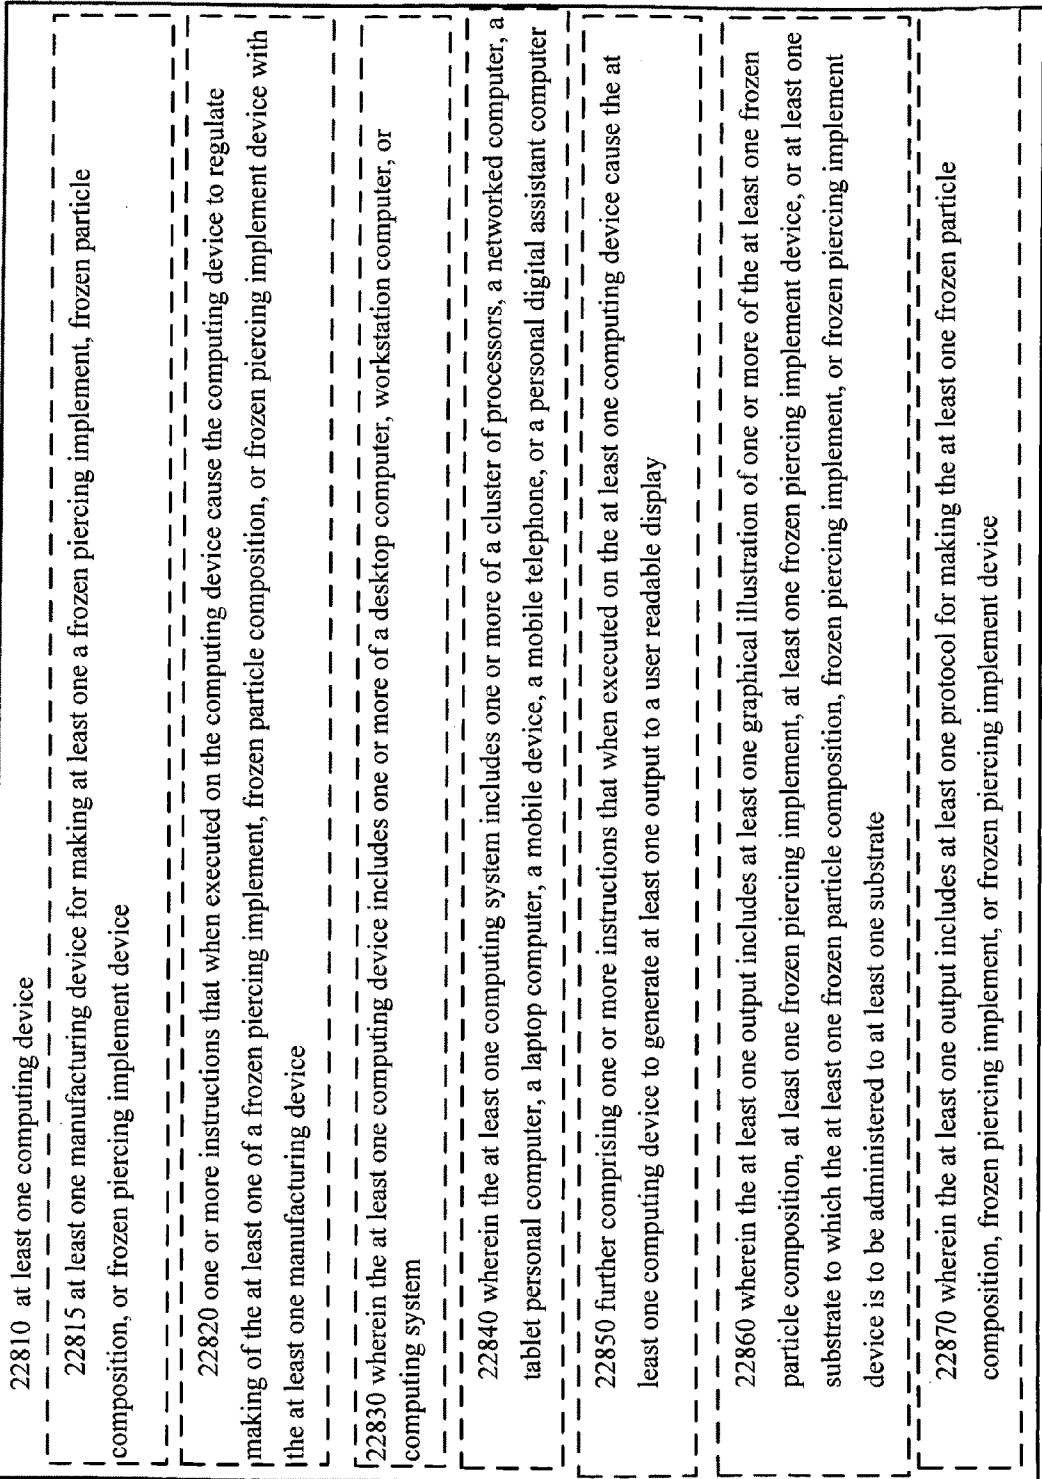 22810 at least one computing device
22815 at least one manufacturing device for making at least one a frozen piercing implement, frozen particle
composition, or frozen piercing implement device
22820 one or more instructions that when executed on the computing device cause the computing device to regulate
making of the at least one of a frozen piercing implement, frozen particle composition, or frozen piercing implement device with
the at least one manufacturing device
22830 wherein the at least one computing device includes one or more of a desktop computer, workstation computer, or
computing system
22840 wherein the at least one computing system includes one or more of a cluster of processors, a networked computer, a
tablet personal computer, a laptop computer, a mobile device, a mobile telephone, or a personal digital assistant computer
22850 further comprising one or more instructions that when executed on the at least one computing device cause the at
least one computing device to generate at least one output to a user readable display
22860 wherein the at least one output includes at least one graphical illustration of one or more of the at least one frozen
particle composition, at least one frozen piercing implement, at least one frozen piercing implement device, or at least one
substrate to which the at least one frozen particle composition, frozen piercing implement, or frozen piercing implement
device is to be administered to at least one substrate
22870 wherein the at least one output includes at least one protocol for making the at least one frozen particle
composition, frozen piercing implement, or frozen piercing implement device